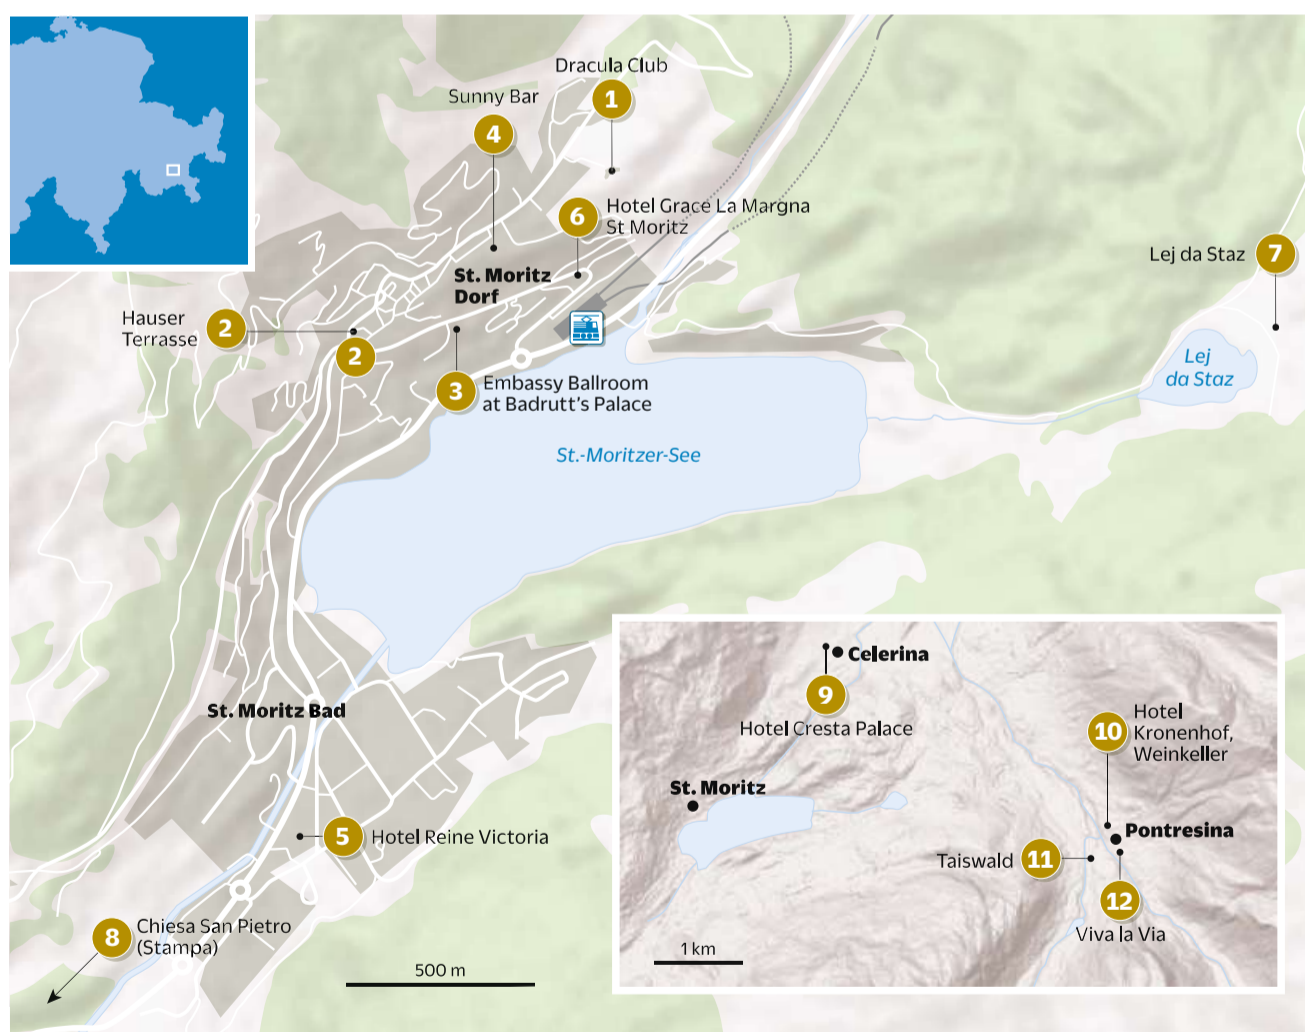 Dracula Club
1
Sunny Bar
4
6
Hotel Grace La Margna
St Moritz
Lej da Staz
7
St. Moritz
Dorf
Hauser
Terrasse
2
2
3
Embassy Ballroom
at Badrutt's Palace
Lej
da Staz
St.-Moritzer-See
St. Moritz Bad
5
Hotel Reine Victoria
8
Chiesa San Pietro
(Stampa)
500 m
Celerina
9
Hotel Cresta Palace
10
Hotel
Kronenhof,
Weinkeller
St. Moritz
Pontresina
Taiswald
11
12
Viva la Via
1 km